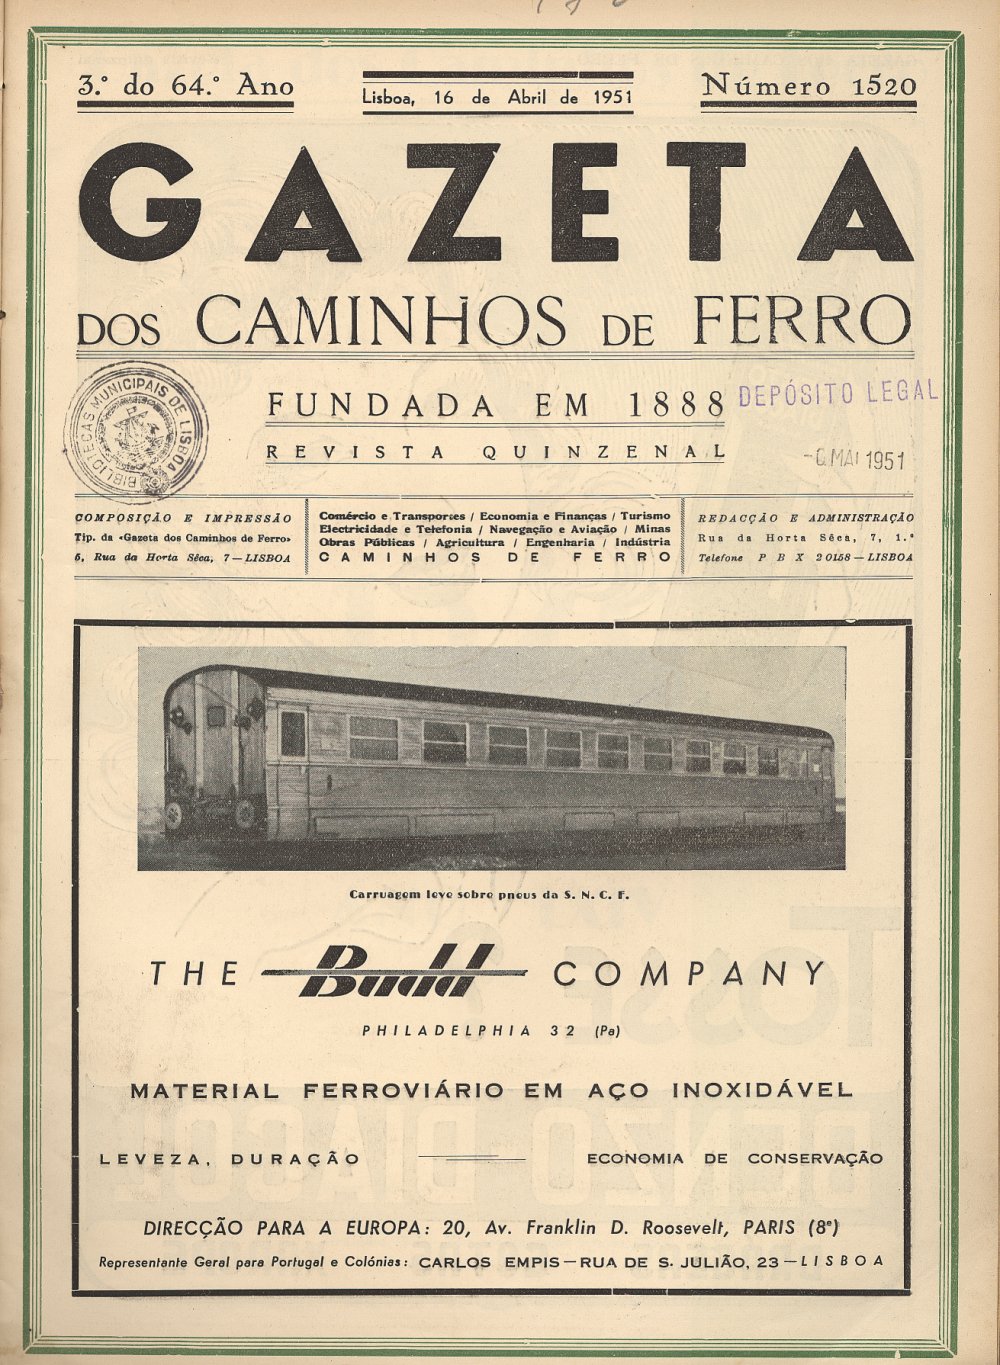 3.º do 64.º Ano
Lisboa, 16 de Abril de 1951
Número 1520
GAZETA
DOS CAMINHOS DE FERRO
FUNDADA EM 1888
REVISTA QUINZENAL
BIBLIOTECAS MUNICIPAIS DE LISBOA
DEPÓSITO LEGAL
MAI 1951
COMPOSIÇÃO E IMPRESSÃO
Tip. da «Gazeta dos Caminhos de Ferro»
5, Rua da Horta Sêca, 7 — LISBOA
Comércio e Transportes / Economia e Finanças / Turismo
Electricidade e Telefonia / Navegação e Aviação / Minas
Obras Públicas / Agricultura / Engenharia / Indústria
CAMINHOS DE FERRO
REDACÇÃO E ADMINISTRAÇÃO
Rua da Horta Sêca, 7, 1.º
Telefone P B X 20158 — LISBOA
Carruagem leve sobre pneus da S. N. C. F.
THE Budd COMPANY
PHILADELPHIA 32 (Pa)
MATERIAL FERROVIÁRIO EM AÇO INOXIDÁVEL
LEVEZA, DURAÇÃO
ECONOMIA DE CONSERVAÇÃO
DIRECÇÃO PARA A EUROPA: 20, Av. Franklin D. Roosevelt, PARIS (8e)
Representante Geral para Portugal e Colónias: CARLOS EMPIS — RUA DE S. JULIÃO, 23 — LISBOA